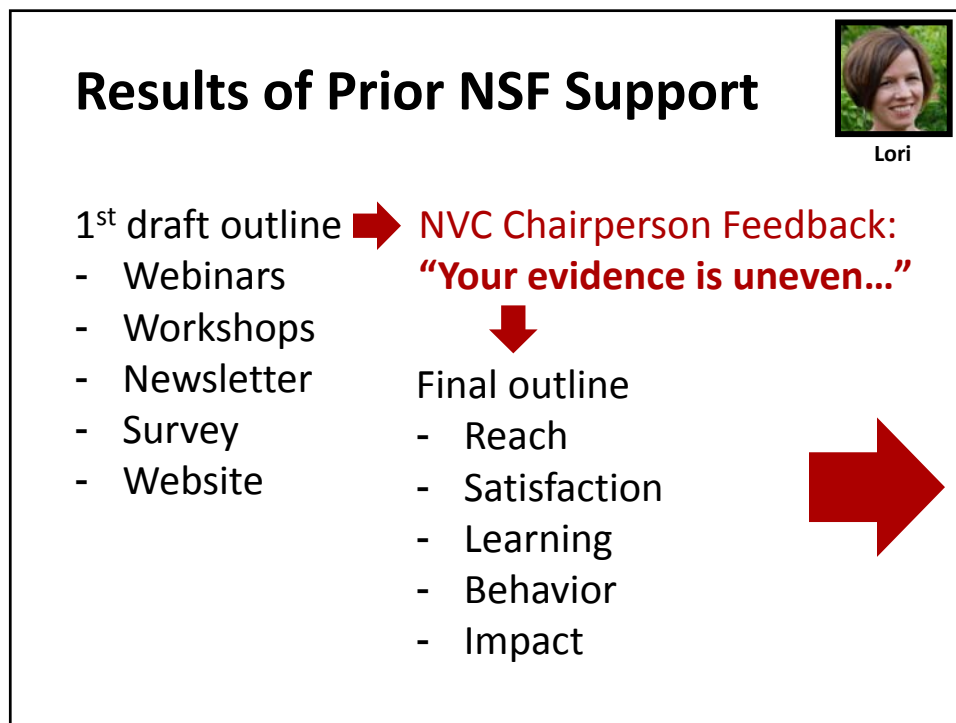 Results of Prior NSF Support
Lori
1st draft outline
- Webinars
- Workshops
- Newsletter
- Survey
- Website
NVC Chairperson Feedback:
“Your evidence is uneven…”
Final outline
- Reach
- Satisfaction
- Learning
- Behavior
- Impact